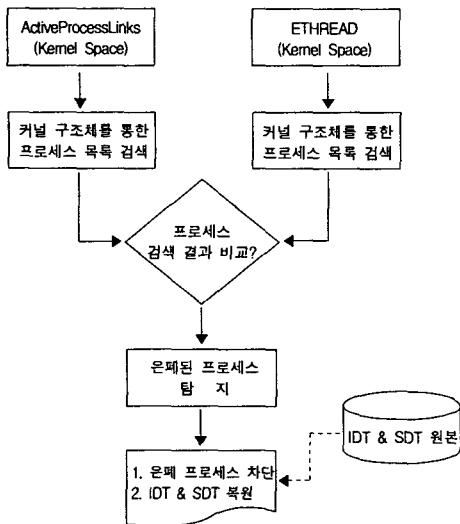 ActiveProcessLinks
(Kernel Space)
ETHREAD
(Kernel Space)
커널 구조체를 통한
프로세스 목록 검색
커널 구조체를 통한
프로세스 목록 검색
프로세스
검색 결과 비교?
은폐된 프로세스
탐 지
IDT & SDT 원본
1. 은폐 프로세스 차단
2. IDT & SDT 복원